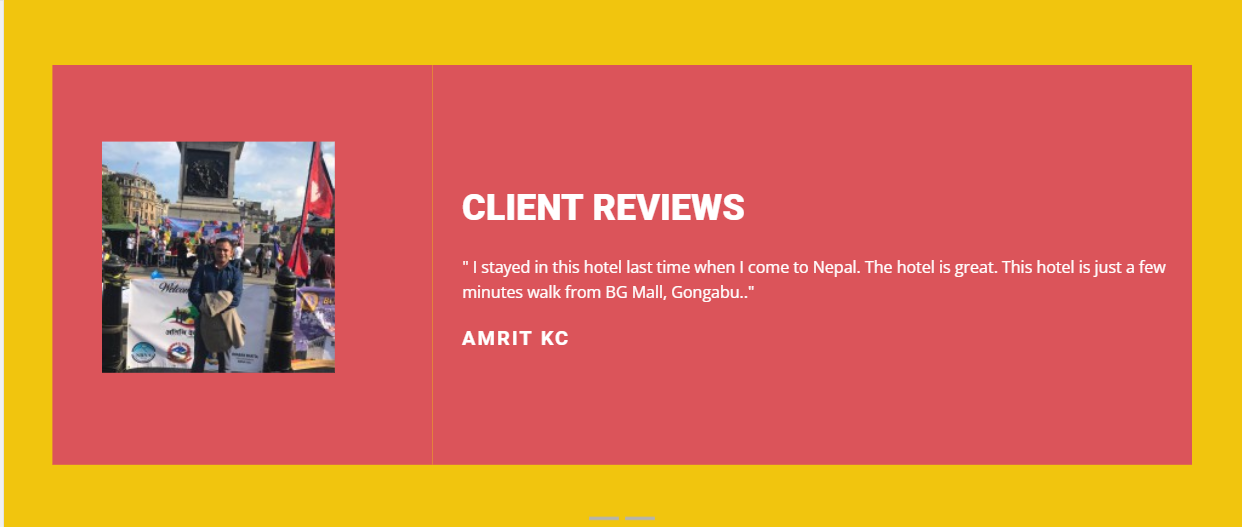 CLIENT REVIEWS
" I stayed in this hotel last time when I come to Nepal. The hotel is great. This hotel is just a few
minutes walk from BG Mall, Gongabu.."
AMRIT KC